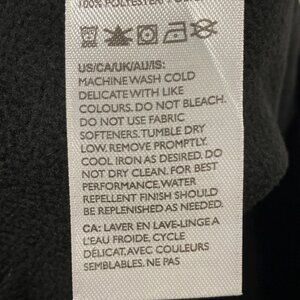 100% POLYESTER
US/CA/UK/AU/IS:
MACHINE WASH COLD
DELICATE WITH LIKE
COLOURS. DO NOT BLEACH.
DO NOT USE FABRIC
SOFTENERS. TUMBLE DRY
LOW. REMOVE PROMPTLY.
COOL IRON AS DESIRED. DO
NOT DRY CLEAN. FOR BEST
PERFORMANCE, WATER
REPELLENT FINISH SHOULD
BE REPLENISHED AS NEEDED.
CA: LAVER EN LAVE-LINGE A
L'EAU FROIDE, CYCLE
DÉLICAT, AVEC COULEURS
SEMBLABLES. NE PAS